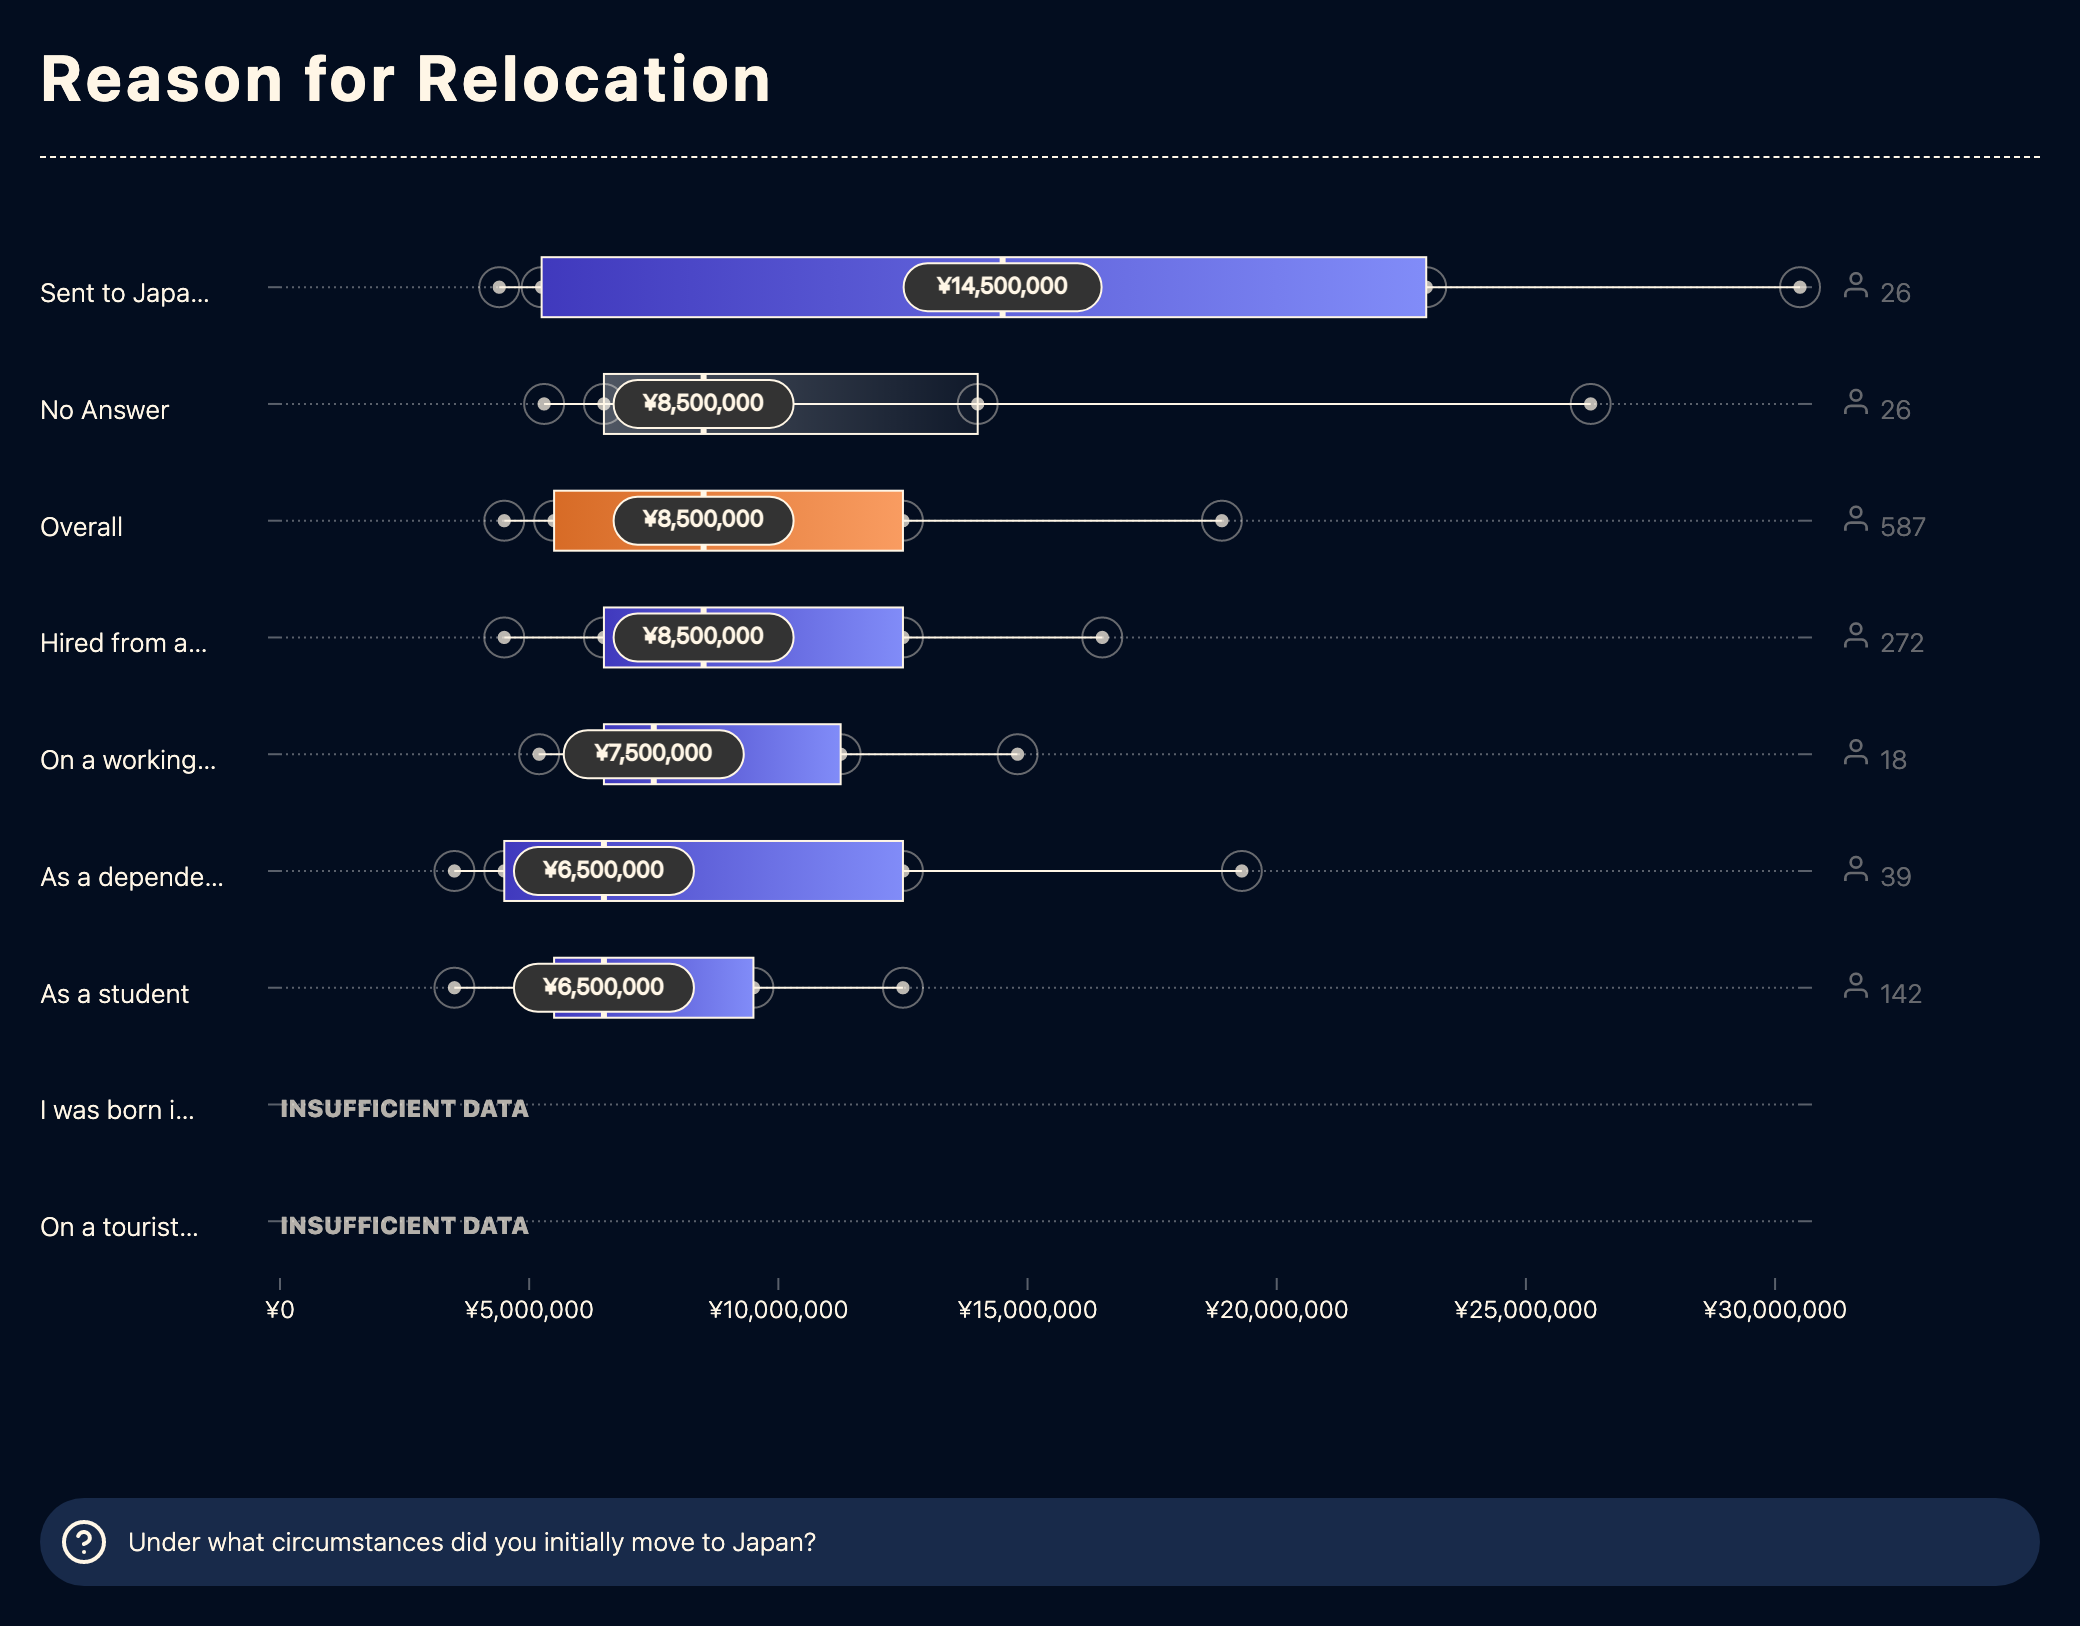 Reason for Relocation
Sent to Japa... ¥14,500,000 26
No Answer ¥8,500,000 26
Overall ¥8,500,000 587
Hired from a... ¥8,500,000 272
On a working... ¥7,500,000 18
As a depende... ¥6,500,000 39
As a student ¥6,500,000 142
I was born i... INSUFFICIENT DATA
On a tourist... INSUFFICIENT DATA
¥0 ¥5,000,000 ¥10,000,000 ¥15,000,000 ¥20,000,000 ¥25,000,000 ¥30,000,000
Under what circumstances did you initially move to Japan?